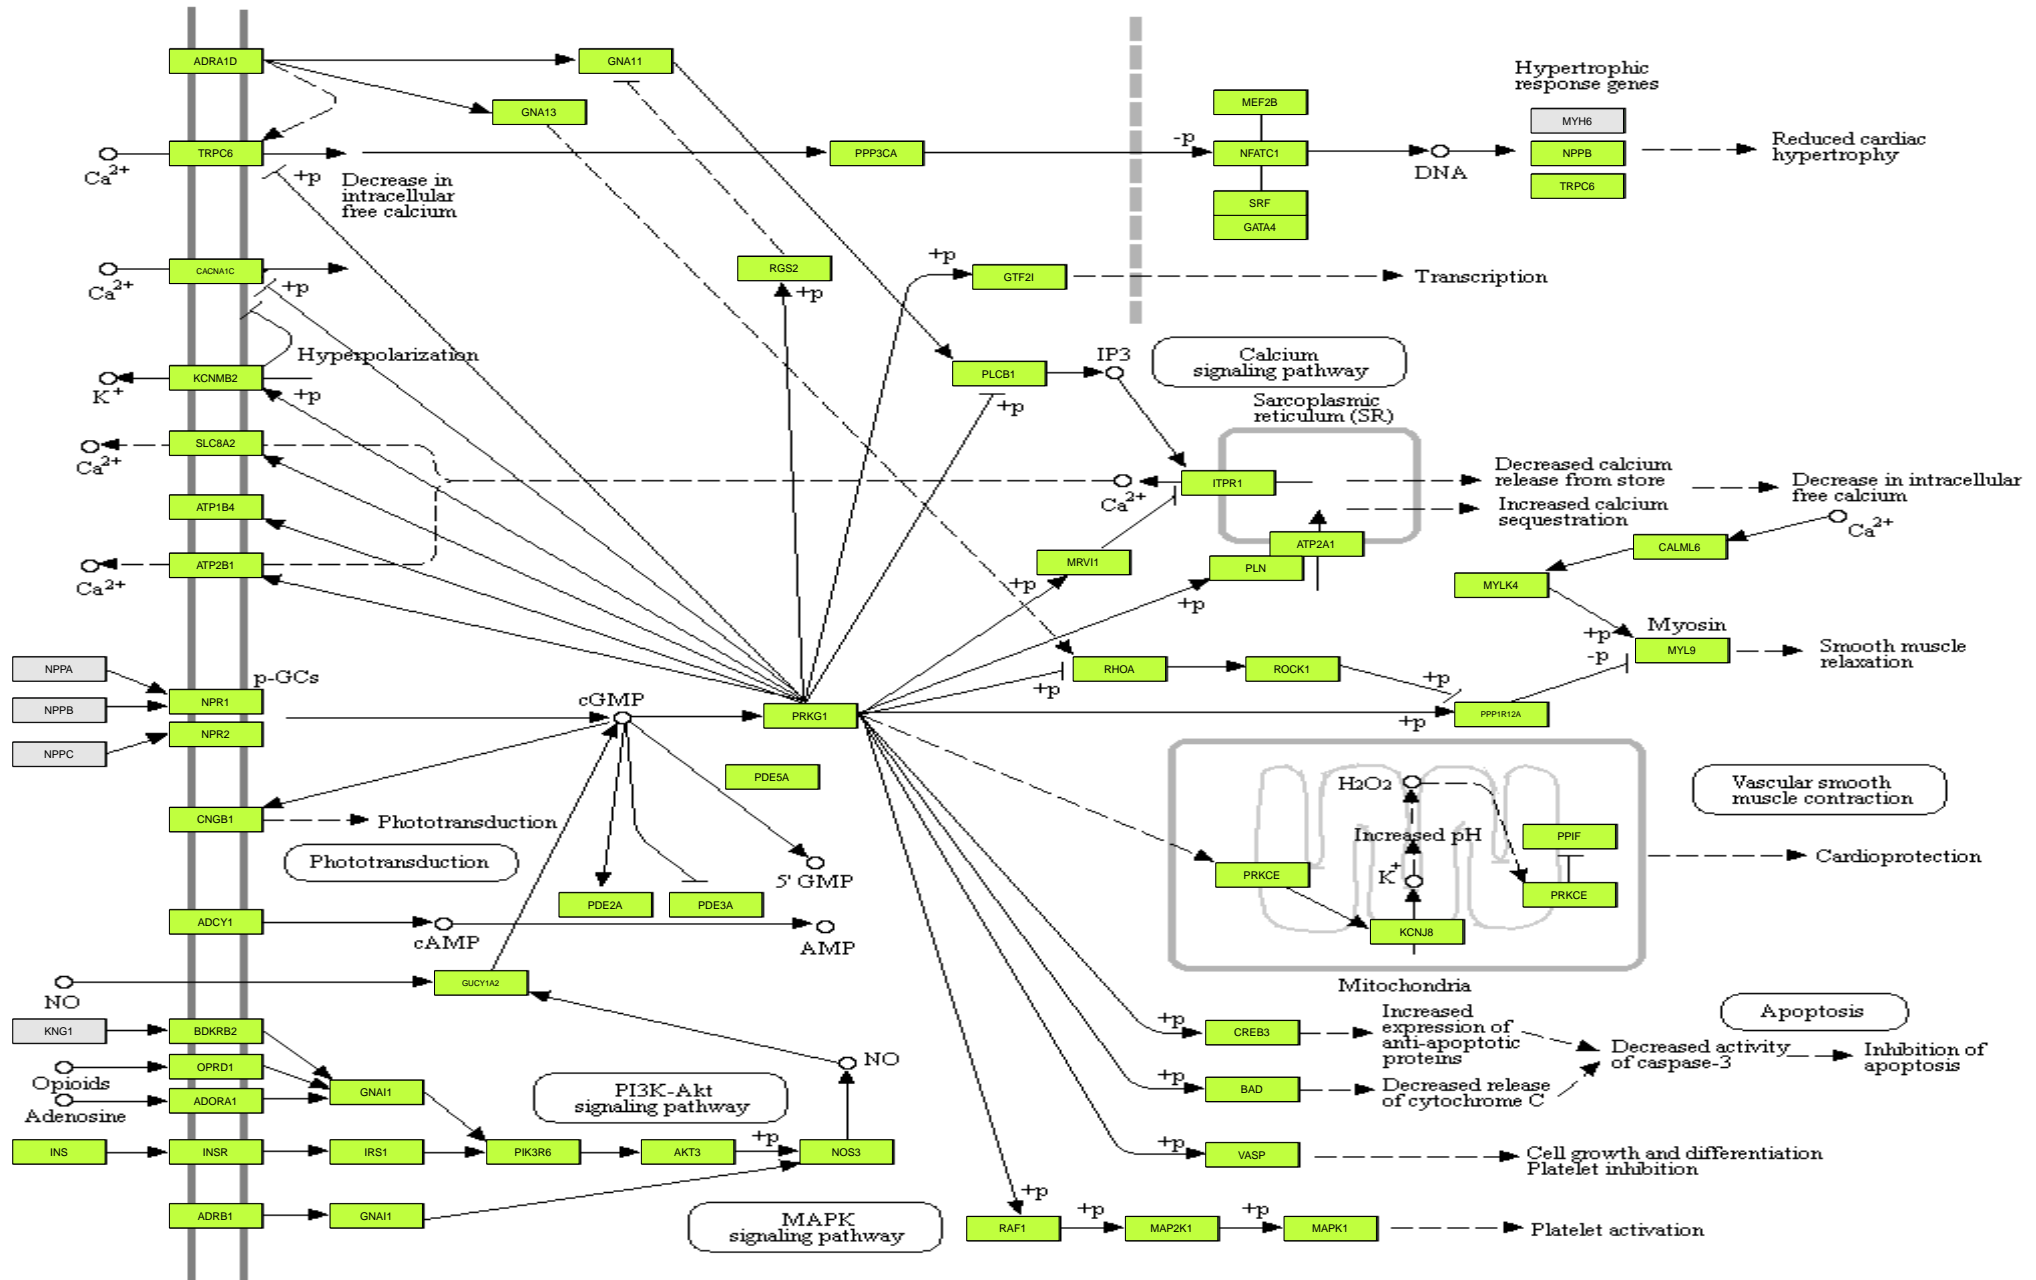 ADRA1D
GNA11
GNA13
TRPC6
Ca2+
+p
Decrease in
intracellular
free calcium
PPP3CA
-p
MEF2B
NFATC1
SRF
GATA4
DNA
Hypertrophic
response genes
MYH6
NPPB
TRPC6
Reduced cardiac
hypertrophy
CACNA1C
Ca2+
+p
RGS2
+p
+p
GTF2I
Transcription
Hyperpolarization
KCNMB2
K+
+p
PLCB1
+p
IP3
Calcium
signaling pathway
Sarcoplasmic
reticulum (SR)
SLC8A2
Ca2+
ATP1B4
ATP2B1
Ca2+
Ca2+
ITPR1
Decreased calcium
release from store
Increased calcium
sequestration
Decrease in intracellular
free calcium
Ca2+
ATP2A1
PLN
+p
MRVI1
+p
CALML6
MYLK4
+p
-p
Myosin
MYL9
Smooth muscle
relaxation
NPPA
NPPB
NPPC
p-GCs
NPR1
NPR2
cGMP
PRKG1
RHOA
+p
ROCK1
+p
PPP1R12A
+p
PDE5A
CNGB1
Phototransduction
Phototransduction
5' GMP
PDE2A
PDE3A
H2O2
Increased pH
K+
PPIF
PRKCE
PRKCE
KCNJ8
Mitochondria
Vascular smooth
muscle contraction
Cardioprotection
ADCY1
cAMP
AMP
NO
GUCY1A2
KNG1
BDKRB2
Opioids
OPRD1
Adenosine
ADORA1
GNAI1
PI3K-Akt
signaling pathway
NO
INS
INSR
IRS1
PIK3R6
AKT3
+p
NOS3
ADRB1
GNAI1
MAPK
signaling pathway
+p
CREB3
Increased
expression of
anti-apoptotic
proteins
Apoptosis
Decreased activity
of caspase-3
Inhibition of
apoptosis
+p
BAD
Decreased release
of cytochrome C
+p
VASP
Cell growth and differentiation
Platelet inhibition
+p
RAF1
+p
MAP2K1
+p
MAPK1
Platelet activation